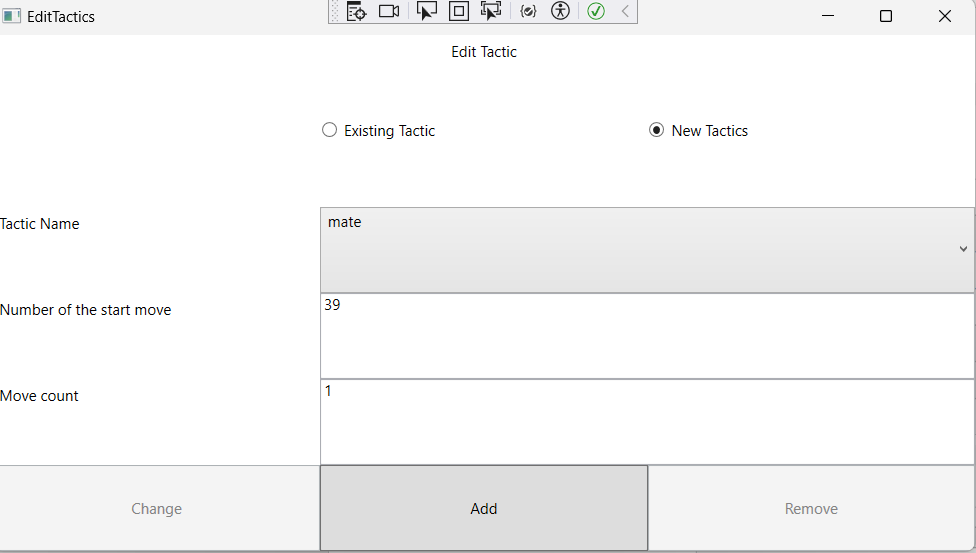 EditTactics
Edit Tactic
Existing Tactic
New Tactics
Tactic Name
mate
Number of the start move
39
Move count
1
Change
Add
Remove